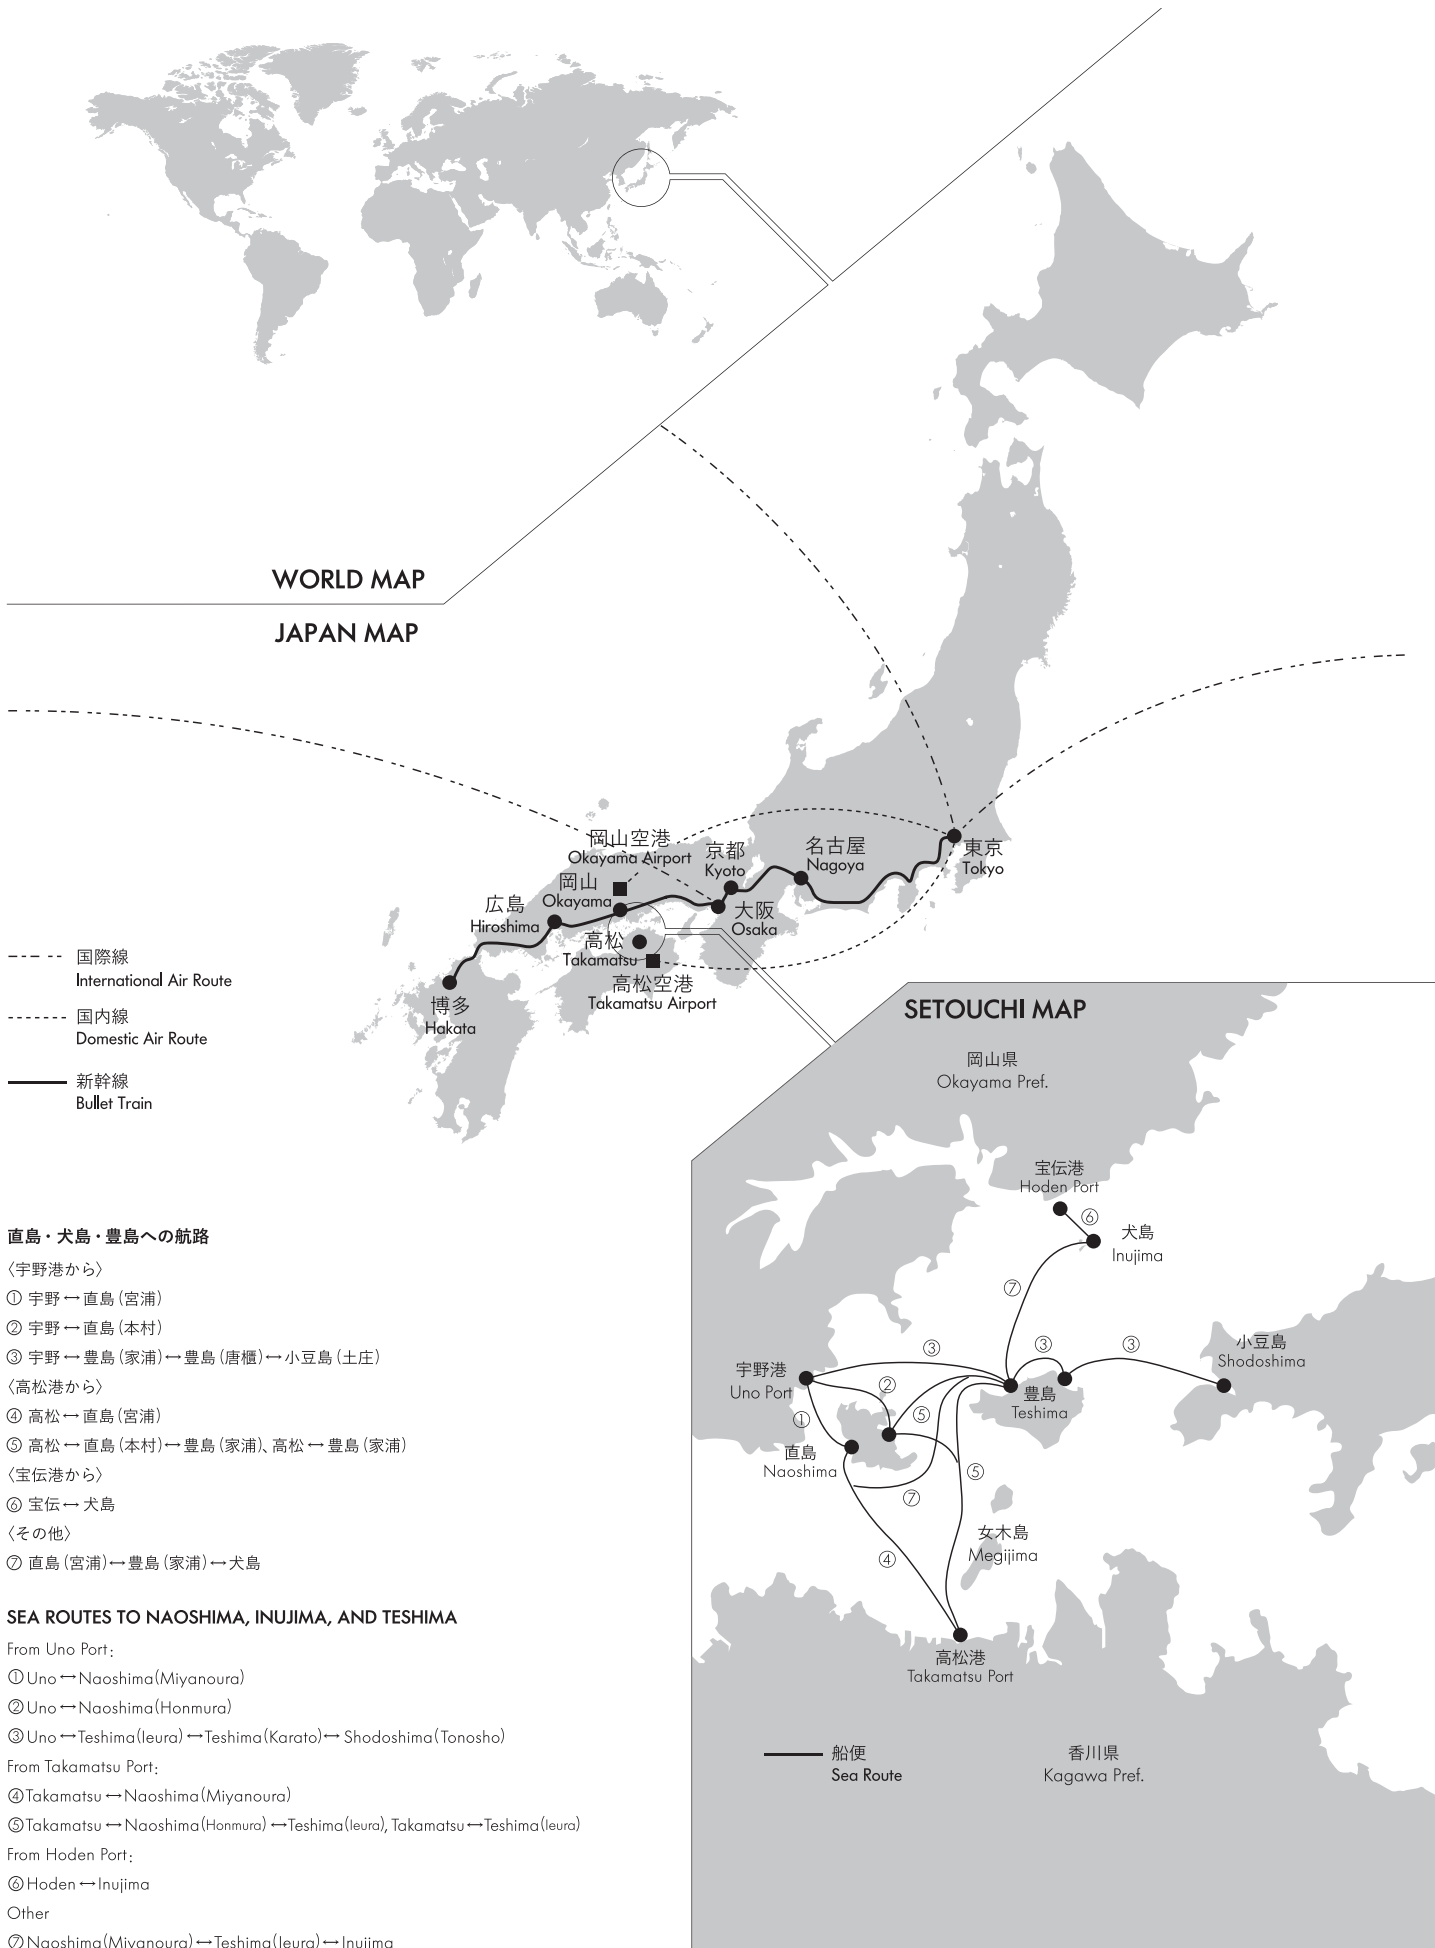 WORLD MAP
JAPAN MAP
岡山空港
Okayama Airport
京都
Kyoto
名古屋
Nagoya
東京
Tokyo
岡山
Okayama
広島
Hiroshima
大阪
Osaka
高松
Takamatsu
高松空港
Takamatsu Airport
博多
Hakata
国際線
International Air Route
国内線
Domestic Air Route
新幹線
Bullet Train
SETOUCHI MAP
岡山県
Okayama Pref.
宝伝港
Hoden Port
⑥
犬島
Inujima
⑦
③
③
③
小豆島
Shodoshima
宇野港
Uno Port
②
豊島
Teshima
①
⑤
直島
Naoshima
⑤
⑦
女木島
Megijima
④
高松港
Takamatsu Port
船便
Sea Route
香川県
Kagawa Pref.
直島・犬島・豊島への航路
〈宇野港から〉
① 宇野↔直島(宮浦)
② 宇野↔直島(本村)
③ 宇野↔豊島(家浦)↔豊島(唐櫃)↔小豆島(土庄)
〈高松港から〉
④ 高松↔直島(宮浦)
⑤ 高松↔直島(本村)↔豊島(家浦)、高松↔豊島(家浦)
〈宝伝港から〉
⑥ 宝伝↔犬島
〈その他〉
⑦ 直島(宮浦)↔豊島(家浦)↔犬島
SEA ROUTES TO NAOSHIMA, INUJIMA, AND TESHIMA
From Uno Port:
①Uno↔Naoshima(Miyanoura)
②Uno↔Naoshima(Honmura)
③Uno↔Teshima(Ieura)↔Teshima(Karato)↔Shodoshima(Tonosho)
From Takamatsu Port:
④Takamatsu↔Naoshima(Miyanoura)
⑤Takamatsu↔Naoshima(Honmura)↔Teshima(Ieura), Takamatsu↔Teshima(Ieura)
From Hoden Port:
⑥Hoden↔Inujima
Other
⑦Naoshima(Miyanoura)↔Teshima(Ieura)↔Inujima